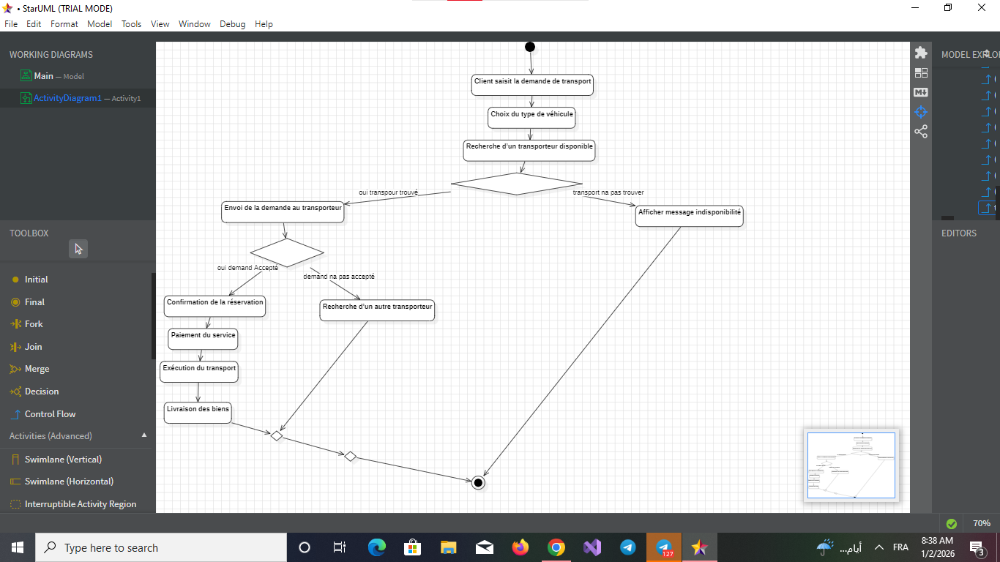 • StarUML (TRIAL MODE)
File Edit Format Model Tools View Window Debug Help
WORKING DIAGRAMS
Main — Model
ActivityDiagram1 — Activity1
TOOLBOX
Initial
Final
Fork
Join
Merge
Decision
Control Flow
Activities (Advanced)
Swimlane (Vertical)
Swimlane (Horizontal)
Interruptible Activity Region
Client saisit la demande de transport
Choix du type de véhicule
Recherche d'un transporteur disponible
oui transpour trouvé
transport na pas trouver
Envoi de la demande au transporteur
Afficher message indisponibilité
oui demand Accepté
demand na pas accepté
Confirmation de la réservation
Recherche d'un autre transporteur
Paiement du service
Exécution du transport
Livraison des biens
MODEL EXPLO
EDITORS
70%
Type here to search
127
أيام...
FRA
8:38 AM
1/2/2026
3